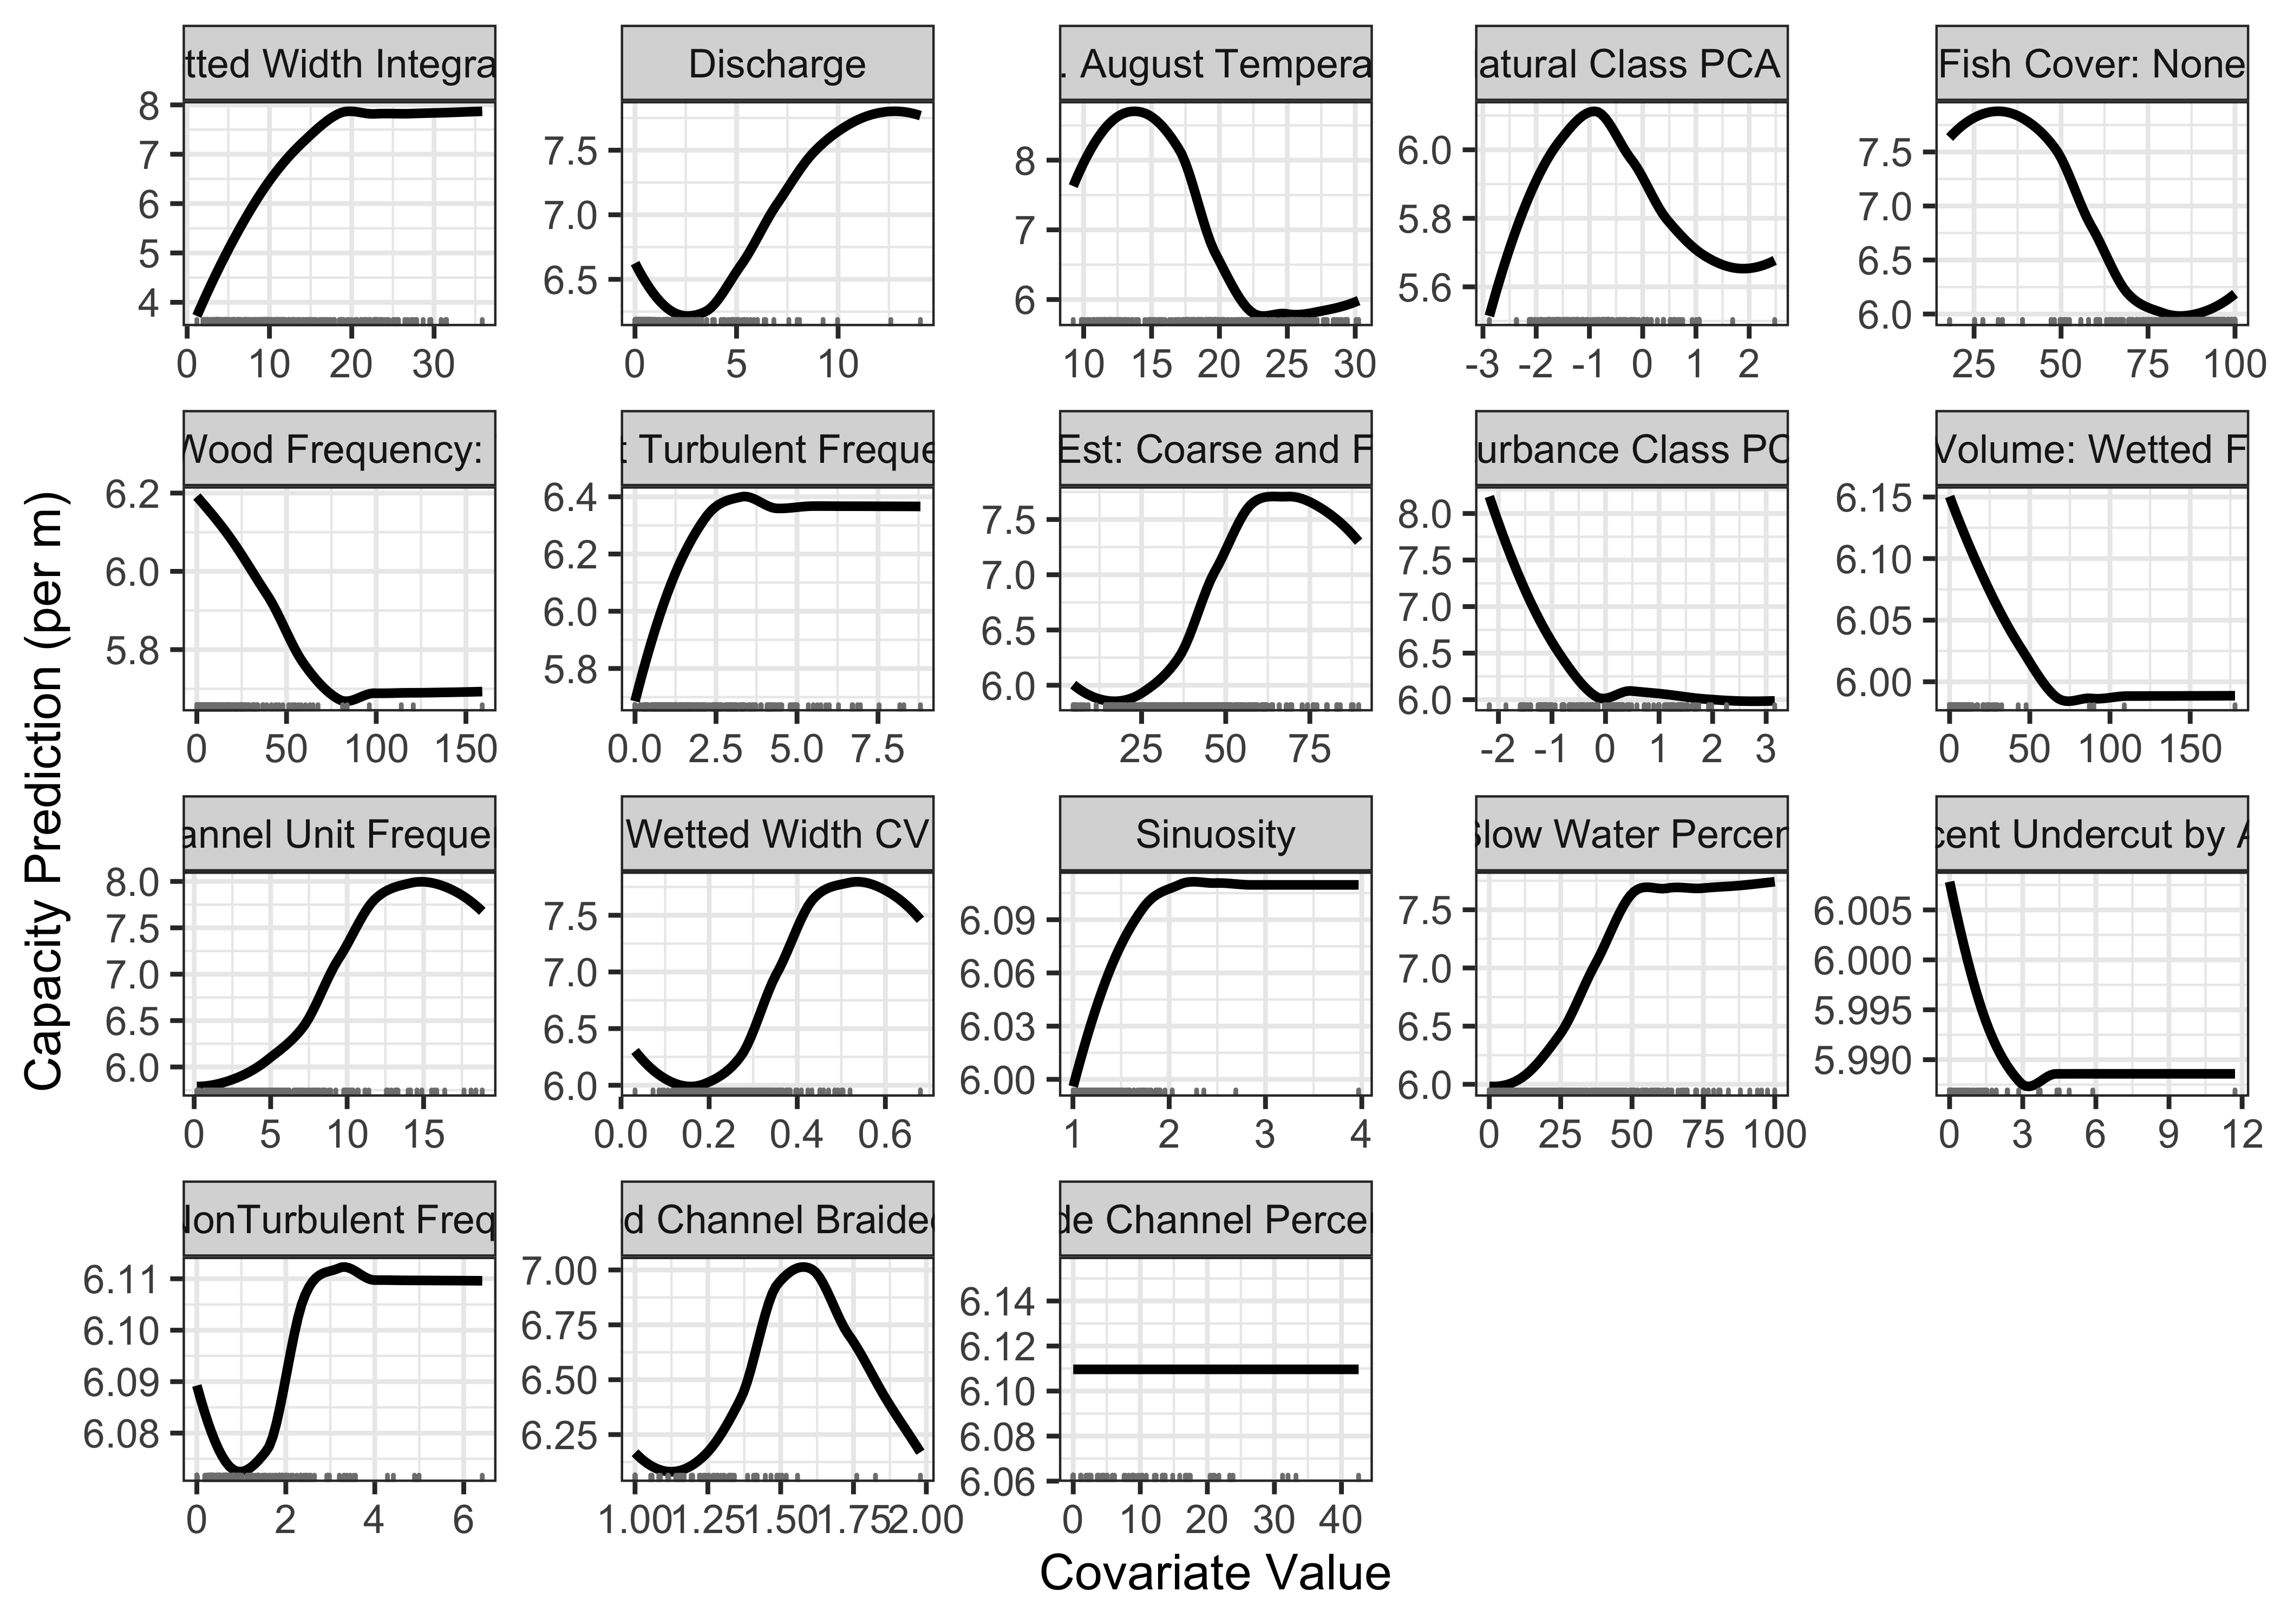 tted Width Integra
Discharge
. August Tempera
atural Class PCA
Fish Cover: None
8
7
6
5
4
7.5
7.0
6.5
8
7
6
6.0
5.8
5.6
7.5
7.0
6.5
6.0
0 10 20 30
0 5 10
10 15 20 25 30
-3 -2 -1 0 1 2
25 50 75 100
Wood Frequency:
t Turbulent Freque
Est: Coarse and F
urbance Class PC
Volume: Wetted F
6.2
6.0
5.8
6.4
6.2
6.0
5.8
7.5
7.0
6.5
6.0
8.0
7.5
7.0
6.5
6.0
6.15
6.10
6.05
6.00
0 50 100 150
0.0 2.5 5.0 7.5
25 50 75
-2 -1 0 1 2 3
0 50 100 150
annel Unit Freque
Wetted Width CV
Sinuosity
Slow Water Percen
cent Undercut by A
8.0
7.5
7.0
6.5
6.0
7.5
7.0
6.5
6.0
6.09
6.06
6.03
6.00
7.5
7.0
6.5
6.0
6.005
6.000
5.995
5.990
0 5 10 15
0.0 0.2 0.4 0.6
1 2 3 4
0 25 50 75 100
0 3 6 9 12
NonTurbulent Freq
d Channel Braided
de Channel Perce
6.11
6.10
6.09
6.08
7.00
6.75
6.50
6.25
6.14
6.12
6.10
6.08
6.06
0 2 4 6
1.00 1.25 1.50 1.75 2.00
0 10 20 30 40
Covariate Value
Capacity Prediction (per m)